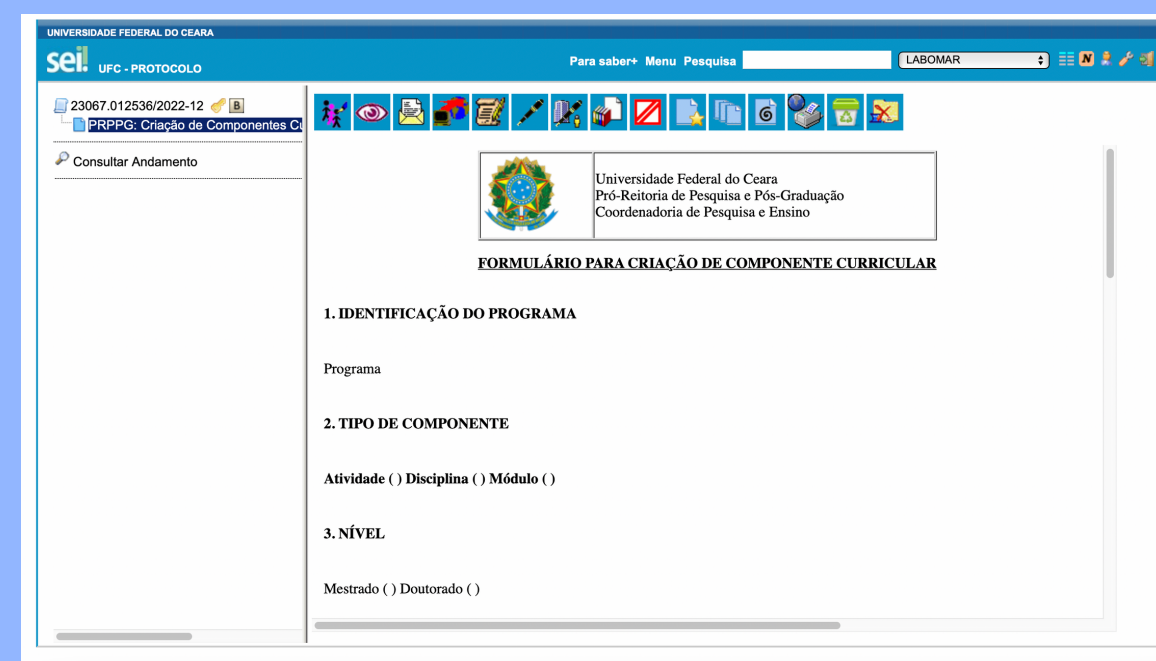 UNIVERSIDADE FEDERAL DO CEARA
sei! UFC - PROTOCOLO
Para saber+ Menu Pesquisa
LABOMAR
N
23067.012536/2022-12 B
PRPPG: Criação de Componentes Cu
Consultar Andamento
Universidade Federal do Ceara
Pró-Reitoria de Pesquisa e Pós-Graduação
Coordenadoria de Pesquisa e Ensino
FORMULÁRIO PARA CRIAÇÃO DE COMPONENTE CURRICULAR
1. IDENTIFICAÇÃO DO PROGRAMA
Programa
2. TIPO DE COMPONENTE
Atividade ( ) Disciplina ( ) Módulo ( )
3. NÍVEL
Mestrado ( ) Doutorado ( )